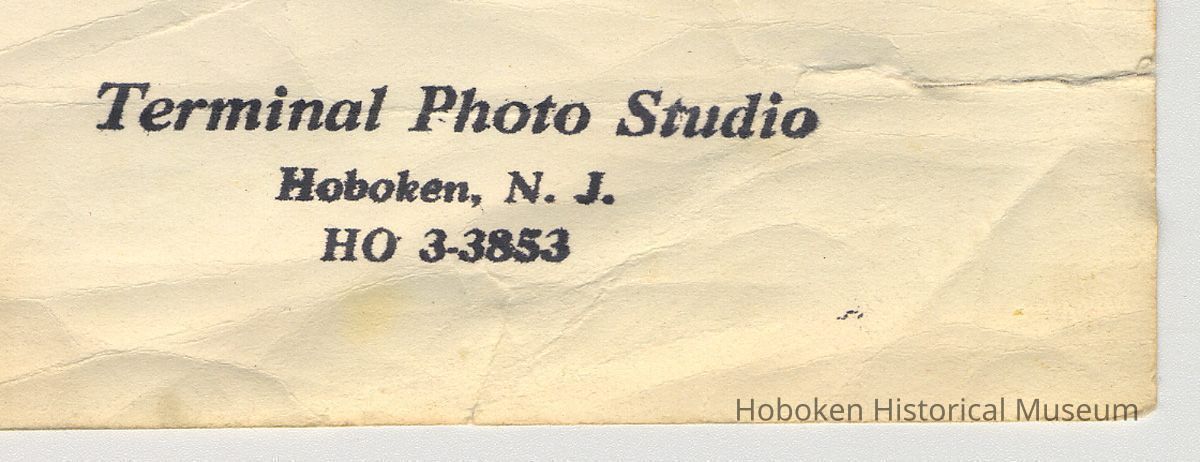 Terminal Photo Studio
Hoboken, N. J.
HO 3-3853
Hoboken Historical Museum